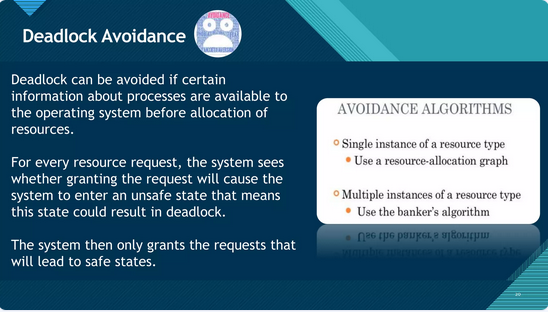 Deadlock Avoidance
Deadlock can be avoided if certain
information about processes are available to
the operating system before allocation of
resources.
For every resource request, the system sees
whether granting the request will cause the
system to enter an unsafe state that means
this state could result in deadlock.
The system then only grants the requests that
will lead to safe states.
AVOIDANCE ALGORITHMS
Single instance of a resource type
Use a resource-allocation graph
Multiple instances of a resource type
Use the banker's algorithm
20